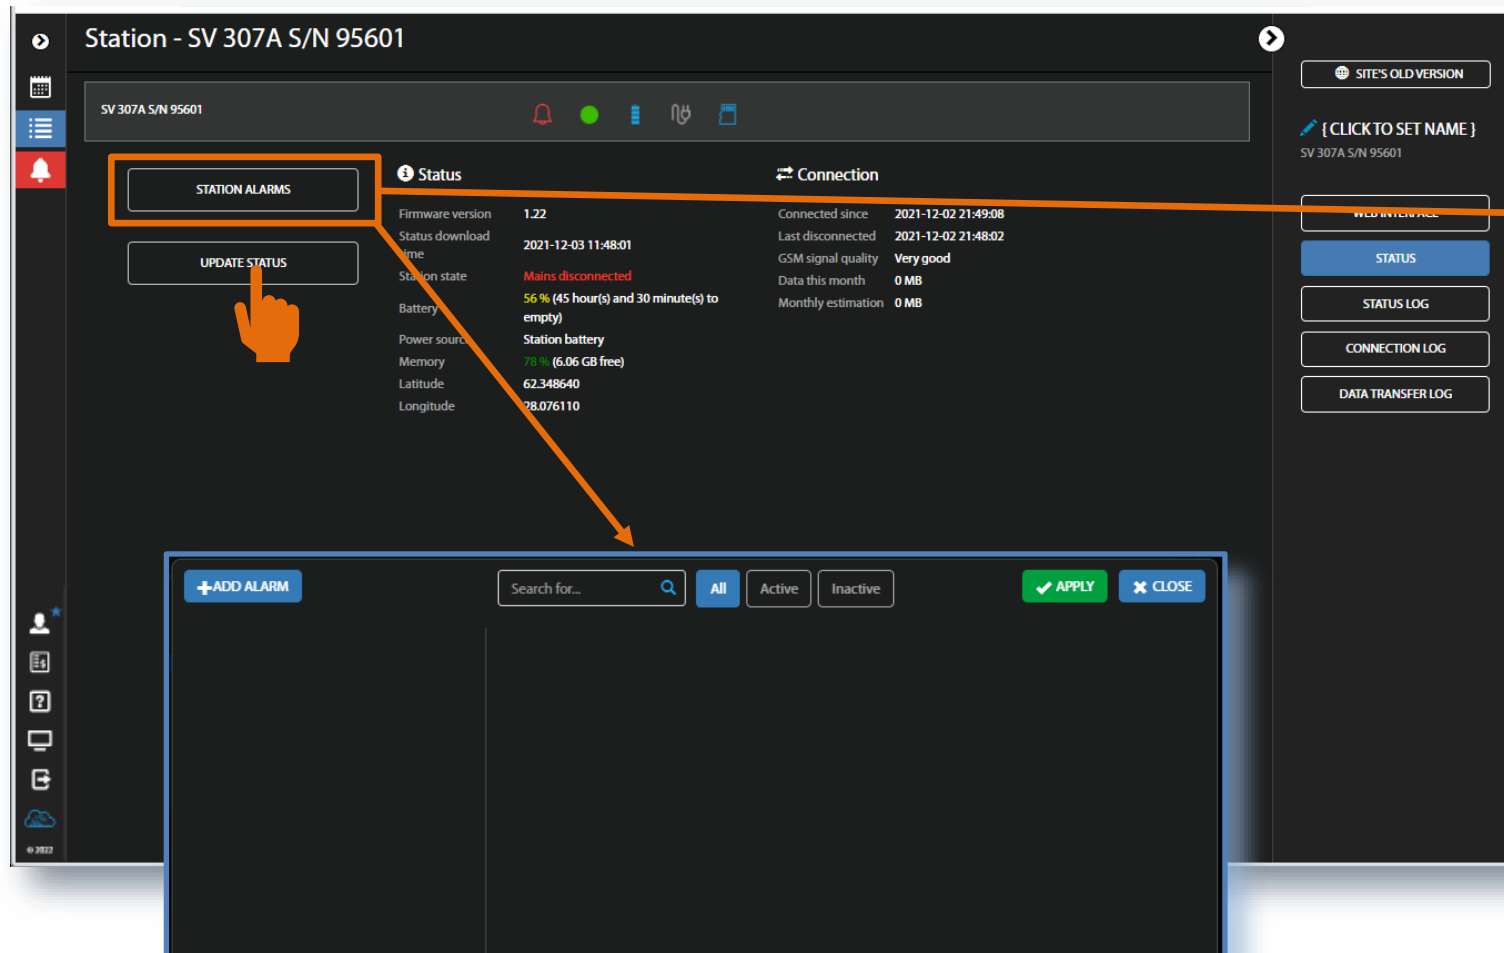 Station - SV 307A S/N 95601
SV 307A S/N 95601
STATION ALARMS
UPDATE STATUS
Status
Firmware version 1.22
Status download
time 2021-12-03 11:48:01
Station state Mains disconnected
Battery 56 % (45 hour(s) and 30 minute(s) to
empty)
Power source Station battery
Memory 78 % (6.06 GB free)
Latitude 62.348640
Longitude 28.076110
Connection
Connected since 2021-12-02 21:49:08
Last disconnected 2021-12-02 21:48:02
GSM signal quality Very good
Data this month 0 MB
Monthly estimation 0 MB
SITE'S OLD VERSION
{ CLICK TO SET NAME }
SV 307A S/N 95601
WEB INTERFACE
STATUS
STATUS LOG
CONNECTION LOG
DATA TRANSFER LOG
+ADD ALARM
Search for...
All
Active
Inactive
APPLY
CLOSE
© 2022